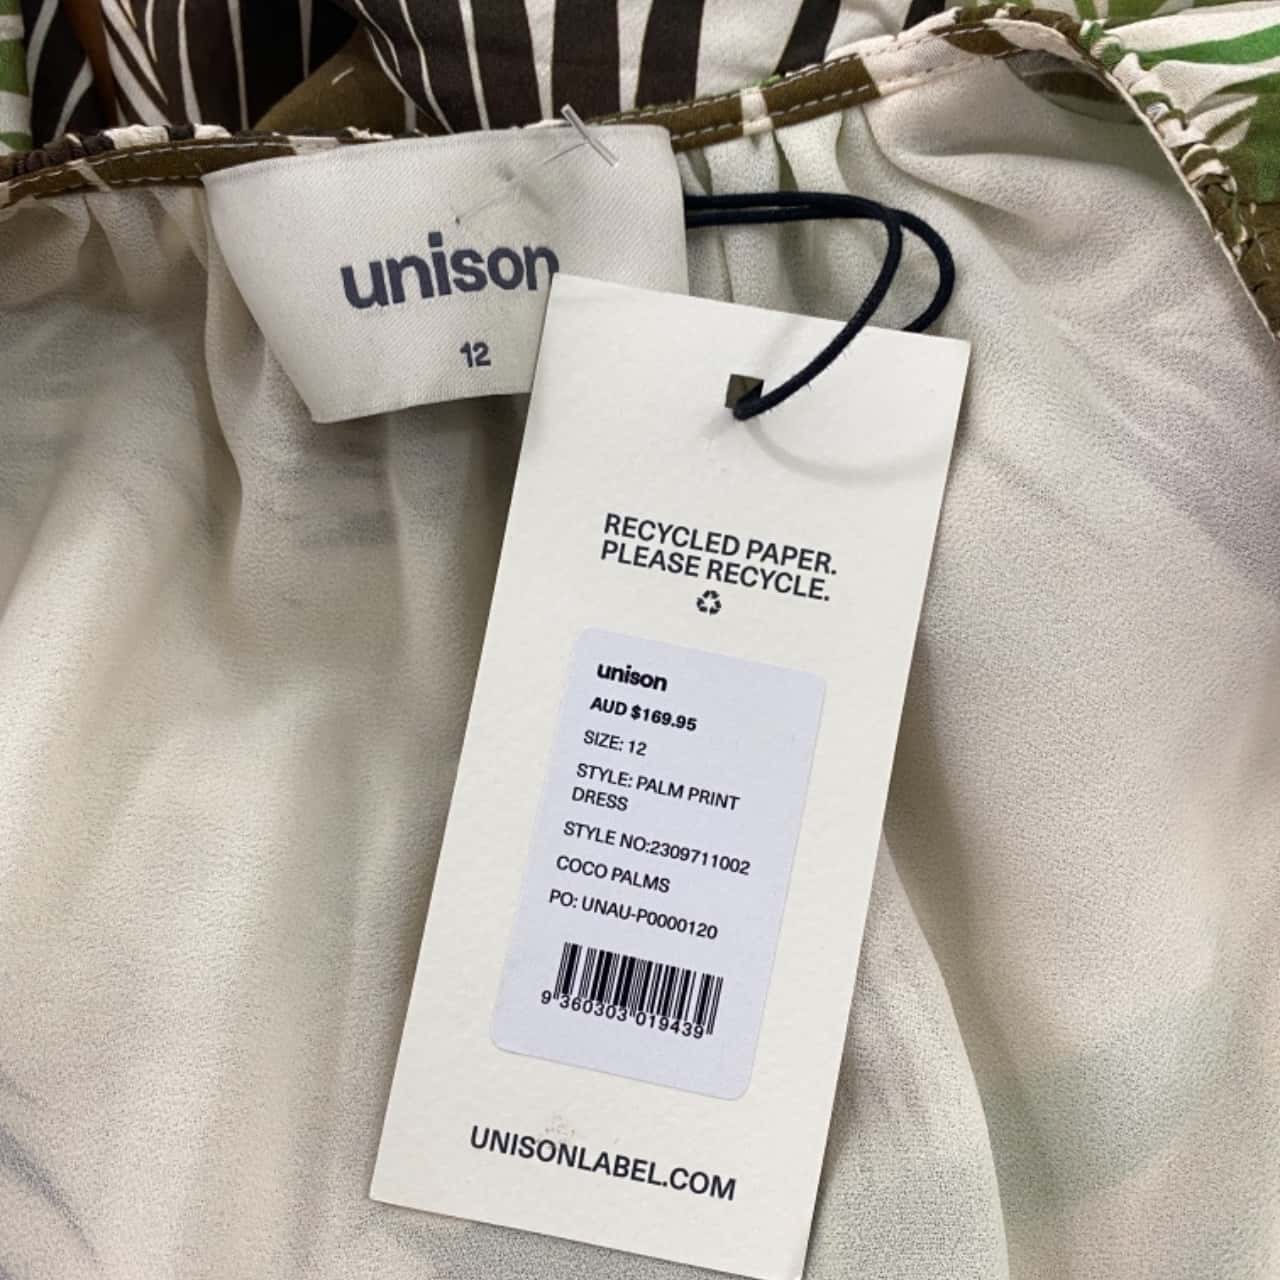 unison
12
RECYCLED PAPER.
PLEASE RECYCLE.
unison
AUD $169.95
SIZE: 12
STYLE: PALM PRINT
DRESS
STYLE NO:2309711002
COCO PALMS
PO: UNAU-P0000120
9 360303 019439
UNISONLABEL.COM